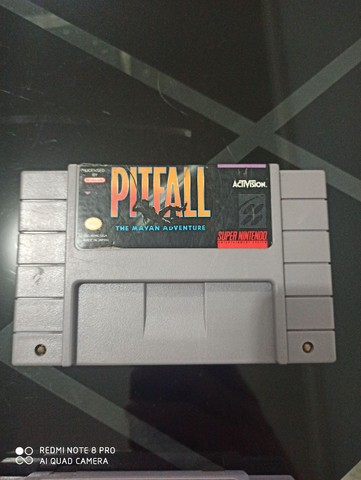 LICENSED BY
Nintendo
PITFALL
THE MAYAN ADVENTURE
ACTIVISION
SUPER NINTENDO
REDMI NOTE 8 PRO
AI QUAD CAMERA